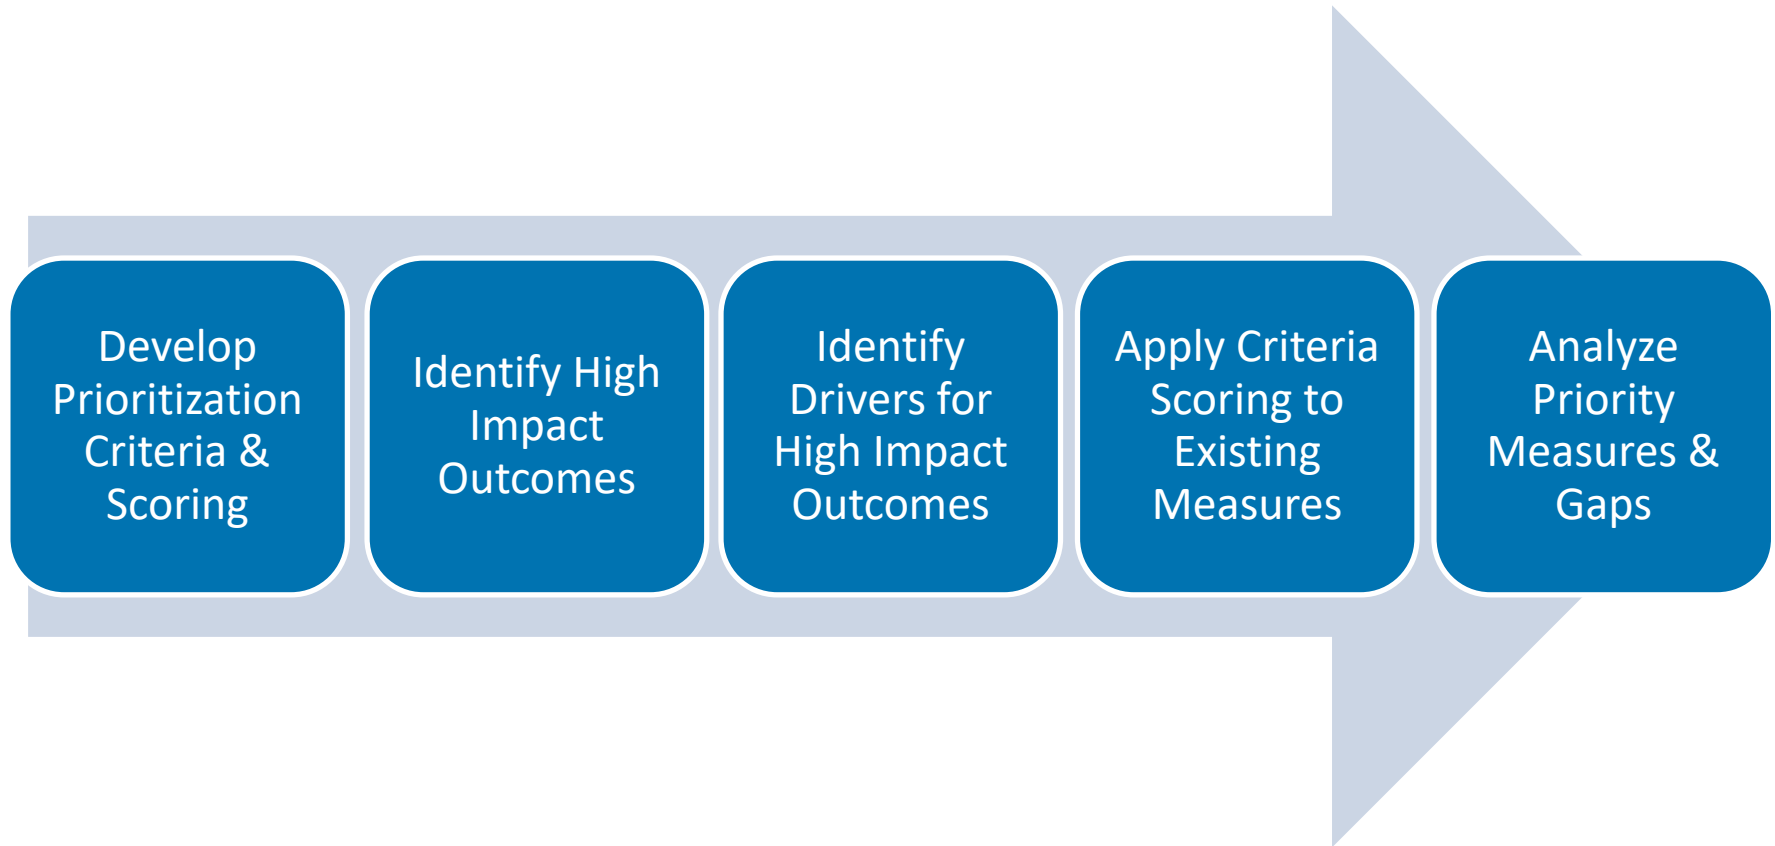 Develop
Prioritization
Criteria &
Scoring
Identify High
Impact
Outcomes
Identify
Drivers for
High Impact
Outcomes
Apply Criteria
Scoring to
Existing
Measures
Analyze
Priority
Measures &
Gaps